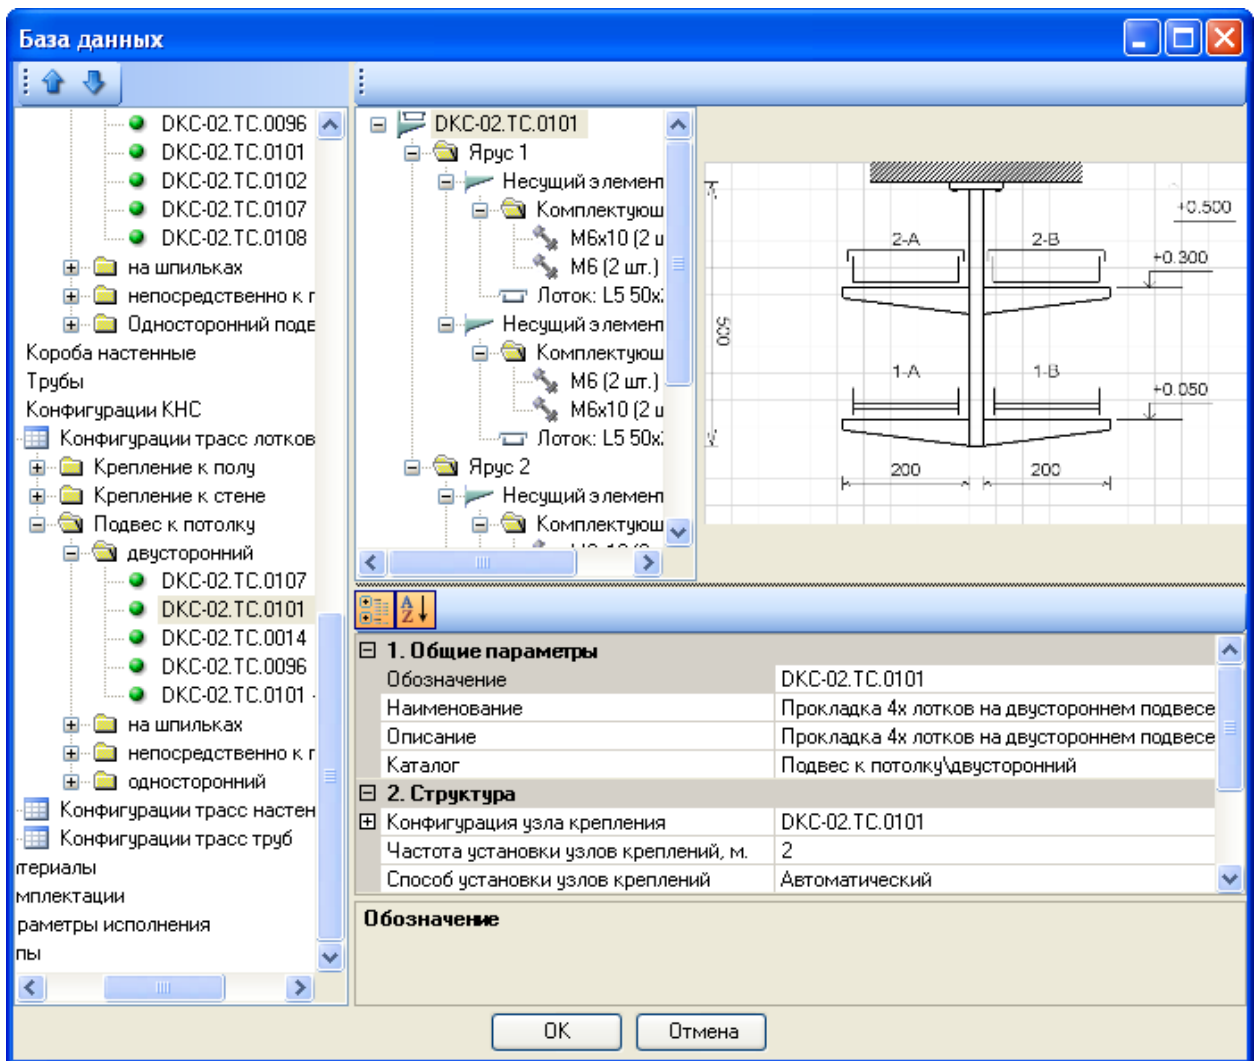 База данных
DKC-02.TC.0096
DKC-02.TC.0101
DKC-02.TC.0102
DKC-02.TC.0107
DKC-02.TC.0108
на шпильках
непосредственно к г
Односторонний подв
Короба настенные
Трубы
Конфигурации КНС
Конфигурации трасс лотков
Крепление к полу
Крепление к стене
Подвес к потолку
двусторонний
DKC-02.TC.0107
DKC-02.TC.0101
DKC-02.TC.0014
DKC-02.TC.0096
DKC-02.TC.0101 -
на шпильках
непосредственно к г
односторонний
Конфигурации трасс настен
Конфигурации трасс труб
териалы
мплектации
раметры исполнения
пы
DKC-02.TC.0101
Ярус 1
Несущий элемент
Комплектующ
M6x10 (2 ш
M6 (2 шт.)
Лоток: L5 50x
Несущий элемент
Комплектующ
M6 (2 шт.)
M6x10 (2 ш
Лоток: L5 50x
Ярус 2
Несущий элемент
Комплектующ
+0.500
2-A 2-B
+0.300
500
1-A 1-B
+0.050
200 200
1. Общие параметры
Обозначение DKC-02.TC.0101
Наименование Прокладка 4х лотков на двустороннем подвесе
Описание Прокладка 4х лотков на двустороннем подвесе
Каталог Подвес к потолку\двусторонний
2. Структура
Конфигурация узла крепления DKC-02.TC.0101
Частота установки узлов креплений, м. 2
Способ установки узлов креплений Автоматический
Обозначение
OK Отмена